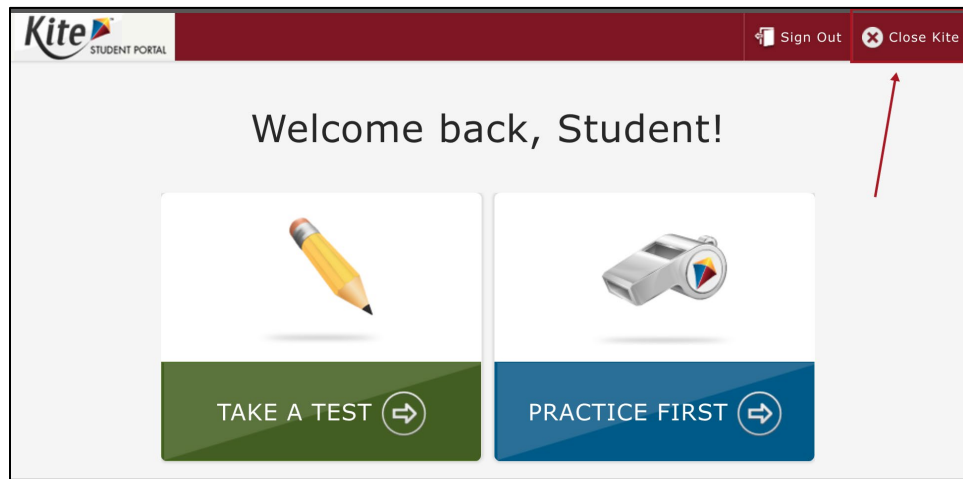 Kite
STUDENT PORTAL
Sign Out
Close Kite
Welcome back, Student!
TAKE A TEST
PRACTICE FIRST